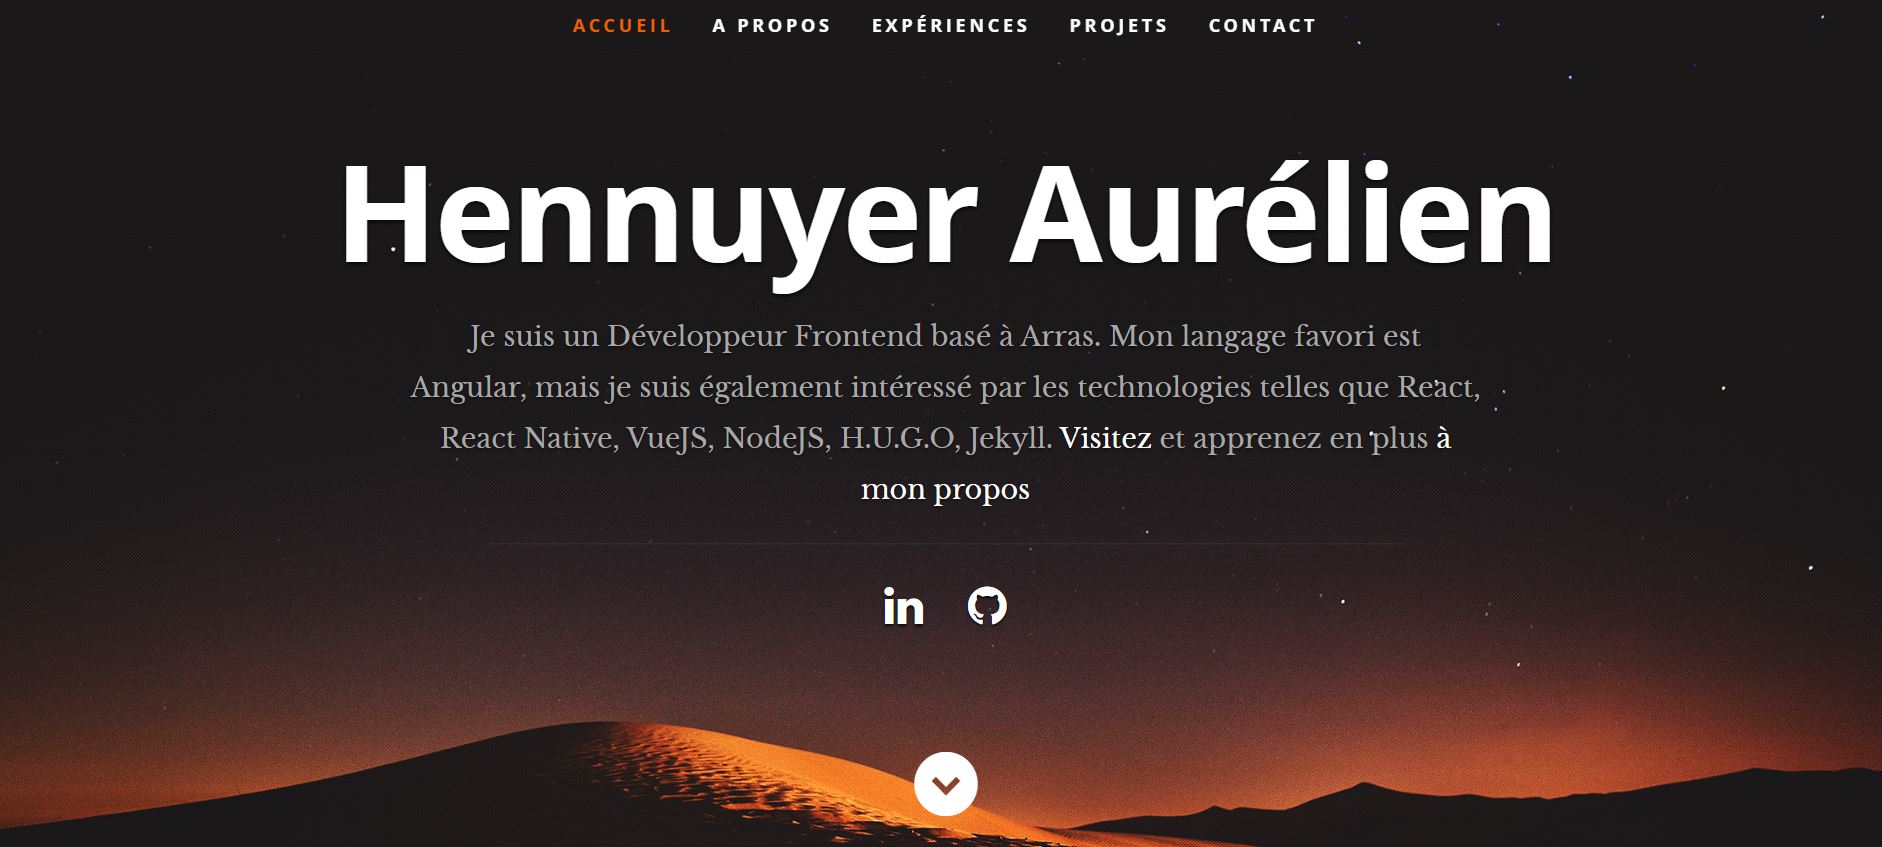 ACCUEIL A PROPOS EXPÉRIENCES PROJETS CONTACT
Hennuyer Aurélien
Je suis un Développeur Frontend basé à Arras. Mon langage favori est
Angular, mais je suis également intéressé par les technologies telles que React,
React Native, VueJS, NodeJS, H.U.G.O, Jekyll. Visitez et apprenez en plus à
mon propos
in